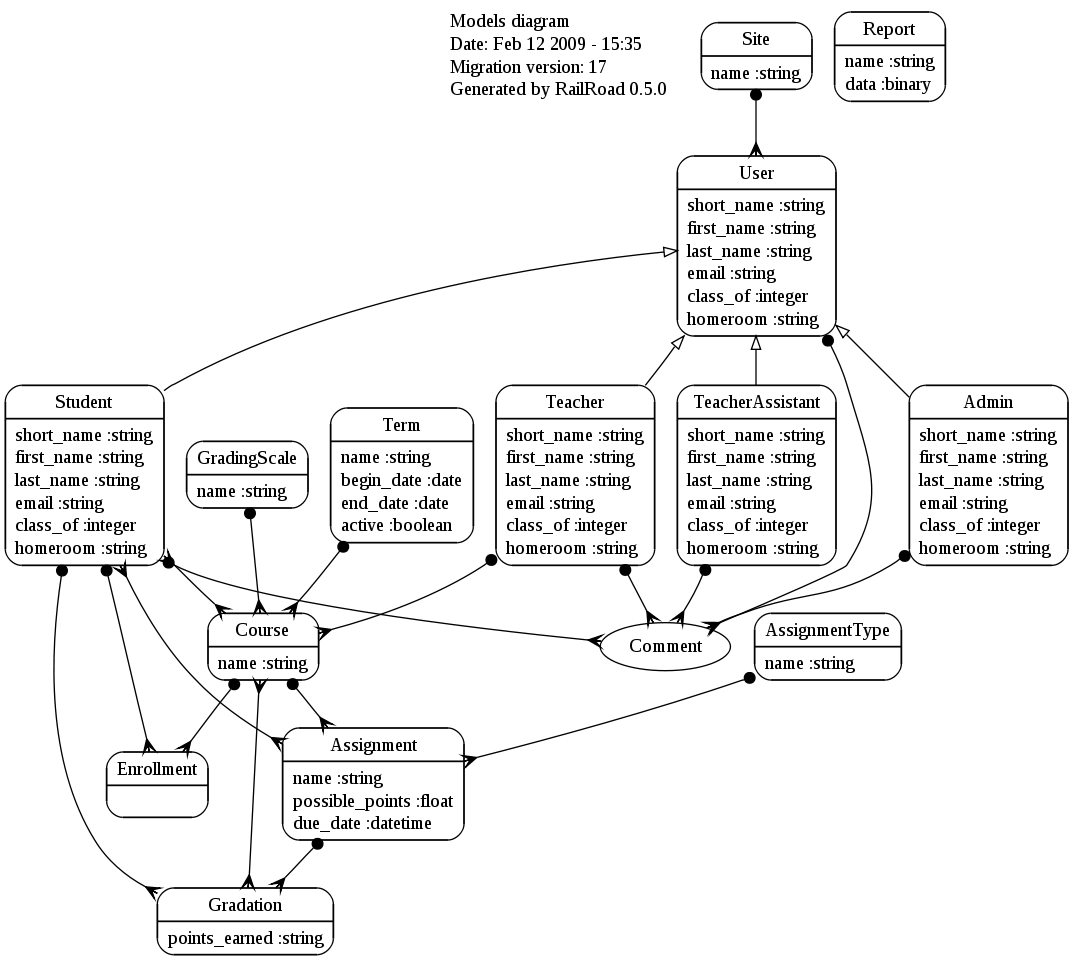 Models diagram
Date: Feb 12 2009 - 15:35
Migration version: 17
Generated by RailRoad 0.5.0
Site
name :string
Report
name :string
data :binary
User
short_name :string
first_name :string
last_name :string
email :string
class_of :integer
homeroom :string
Student
short_name :string
first_name :string
last_name :string
email :string
class_of :integer
homeroom :string
GradingScale
name :string
Term
name :string
begin_date :date
end_date :date
active :boolean
Teacher
short_name :string
first_name :string
last_name :string
email :string
class_of :integer
homeroom :string
TeacherAssistant
short_name :string
first_name :string
last_name :string
email :string
class_of :integer
homeroom :string
Admin
short_name :string
first_name :string
last_name :string
email :string
class_of :integer
homeroom :string
Course
name :string
Comment
AssignmentType
name :string
Enrollment
Assignment
name :string
possible_points :float
due_date :datetime
Gradation
points_earned :string